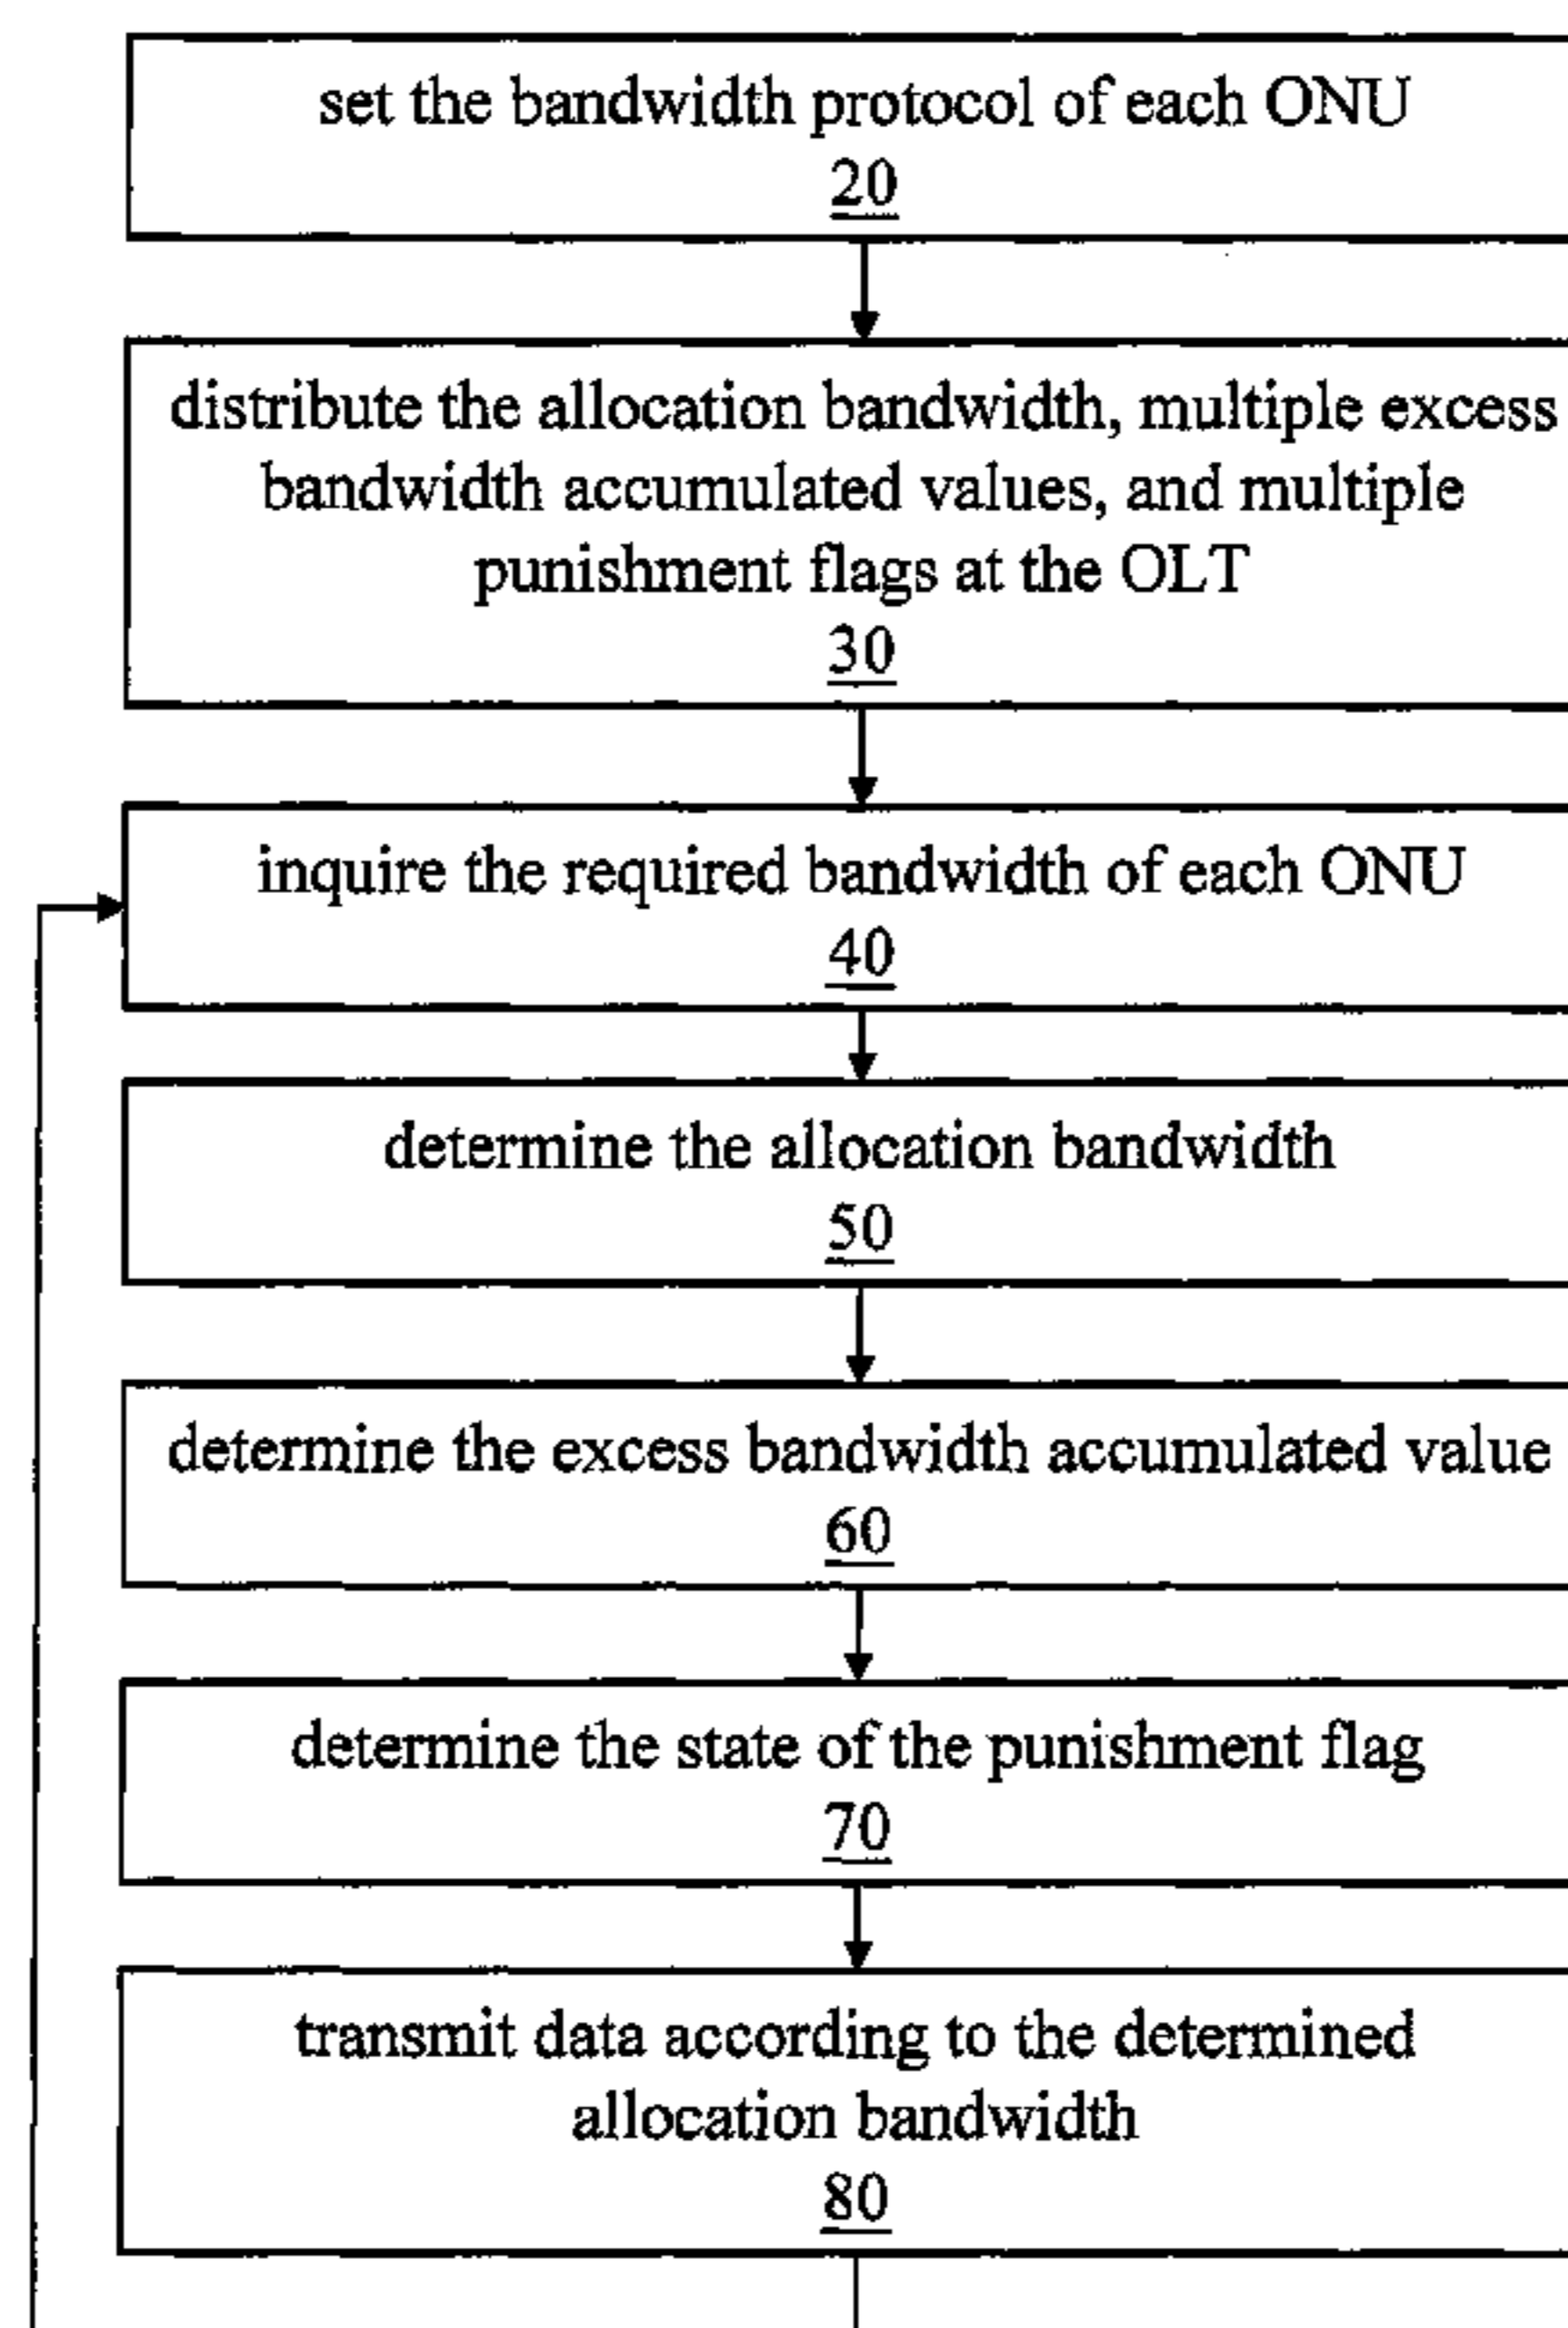 set the bandwidth protocol of each ONU
20
distribute the allocation bandwidth, multiple excess
bandwidth accumulated values, and multiple
punishment flags at the OLT
30
inquire the required bandwidth of each ONU
40
determine the allocation bandwidth
50
determine the excess bandwidth accumulated value
60
determine the state of the punishment flag
70
transmit data according to the determined
allocation bandwidth
80